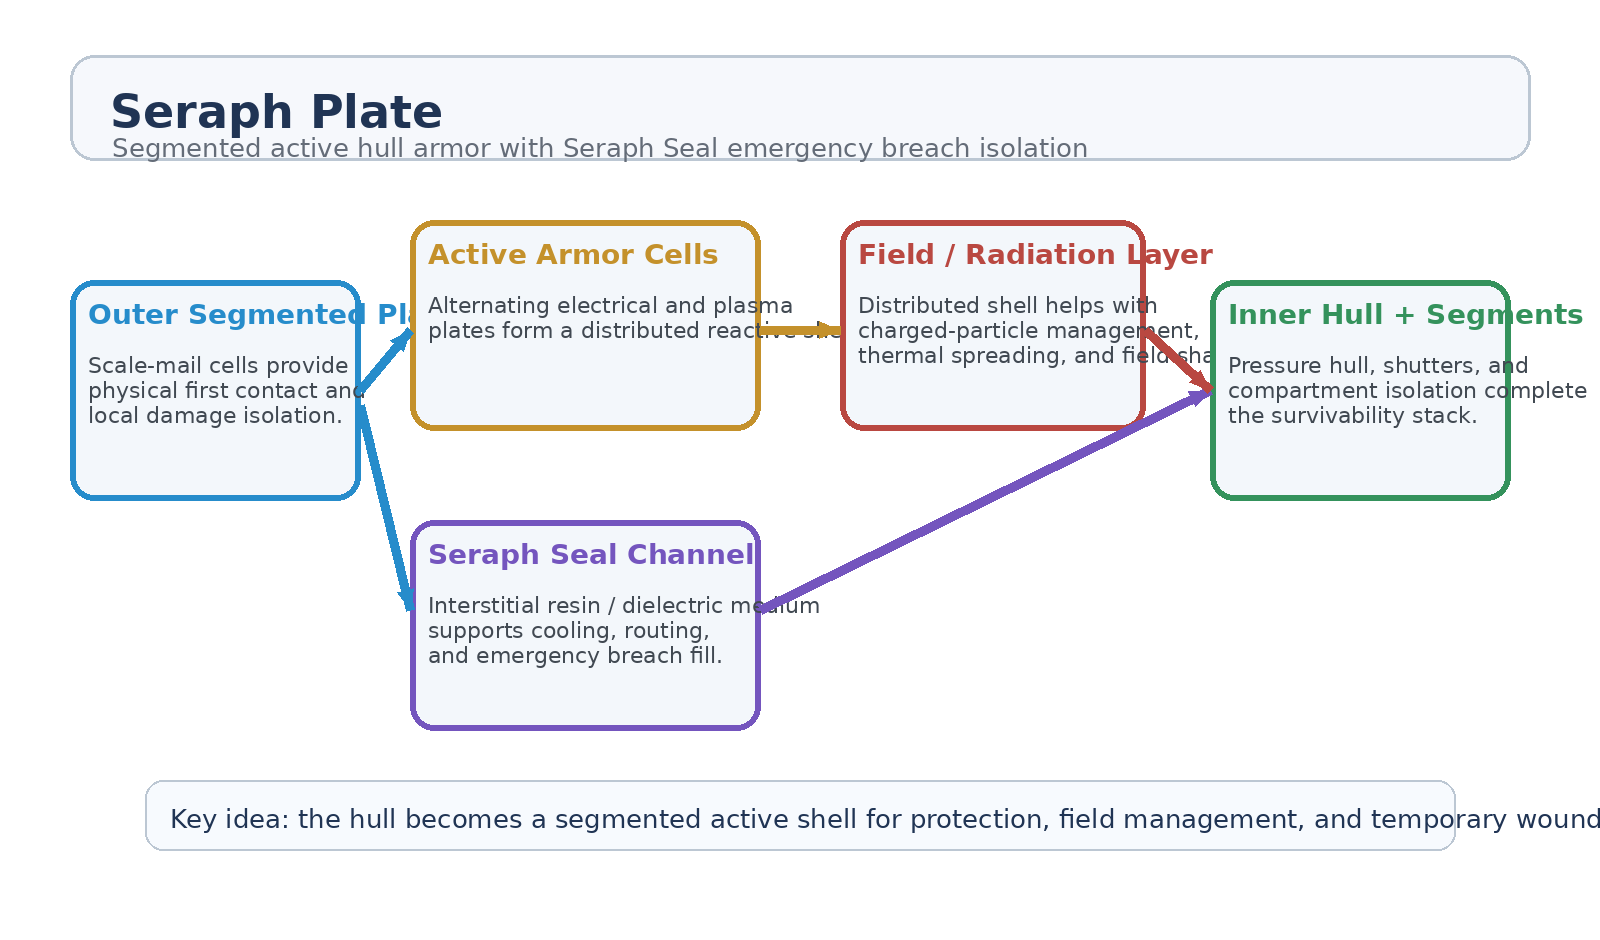 Seraph Plate
Segmented active hull armor with Seraph Seal emergency breach isolation
Outer Segmented
Scale-mail cells provide
physical first contact and
local damage isolation.
Active Armor Cells
Alternating electrical and plasma
plates form a distributed reactive
Field / Radiation Layer
Distributed shell helps with
charged-particle management,
thermal spreading, and field
Inner Hull + Segments
Pressure hull, shutters, and
compartment isolation complete
the survivability stack.
Seraph Seal Channel
Interstitial resin / dielectric medium
supports cooling, routing,
and emergency breach fill.
Key idea: the hull becomes a segmented active shell for protection, field management, and temporary wound